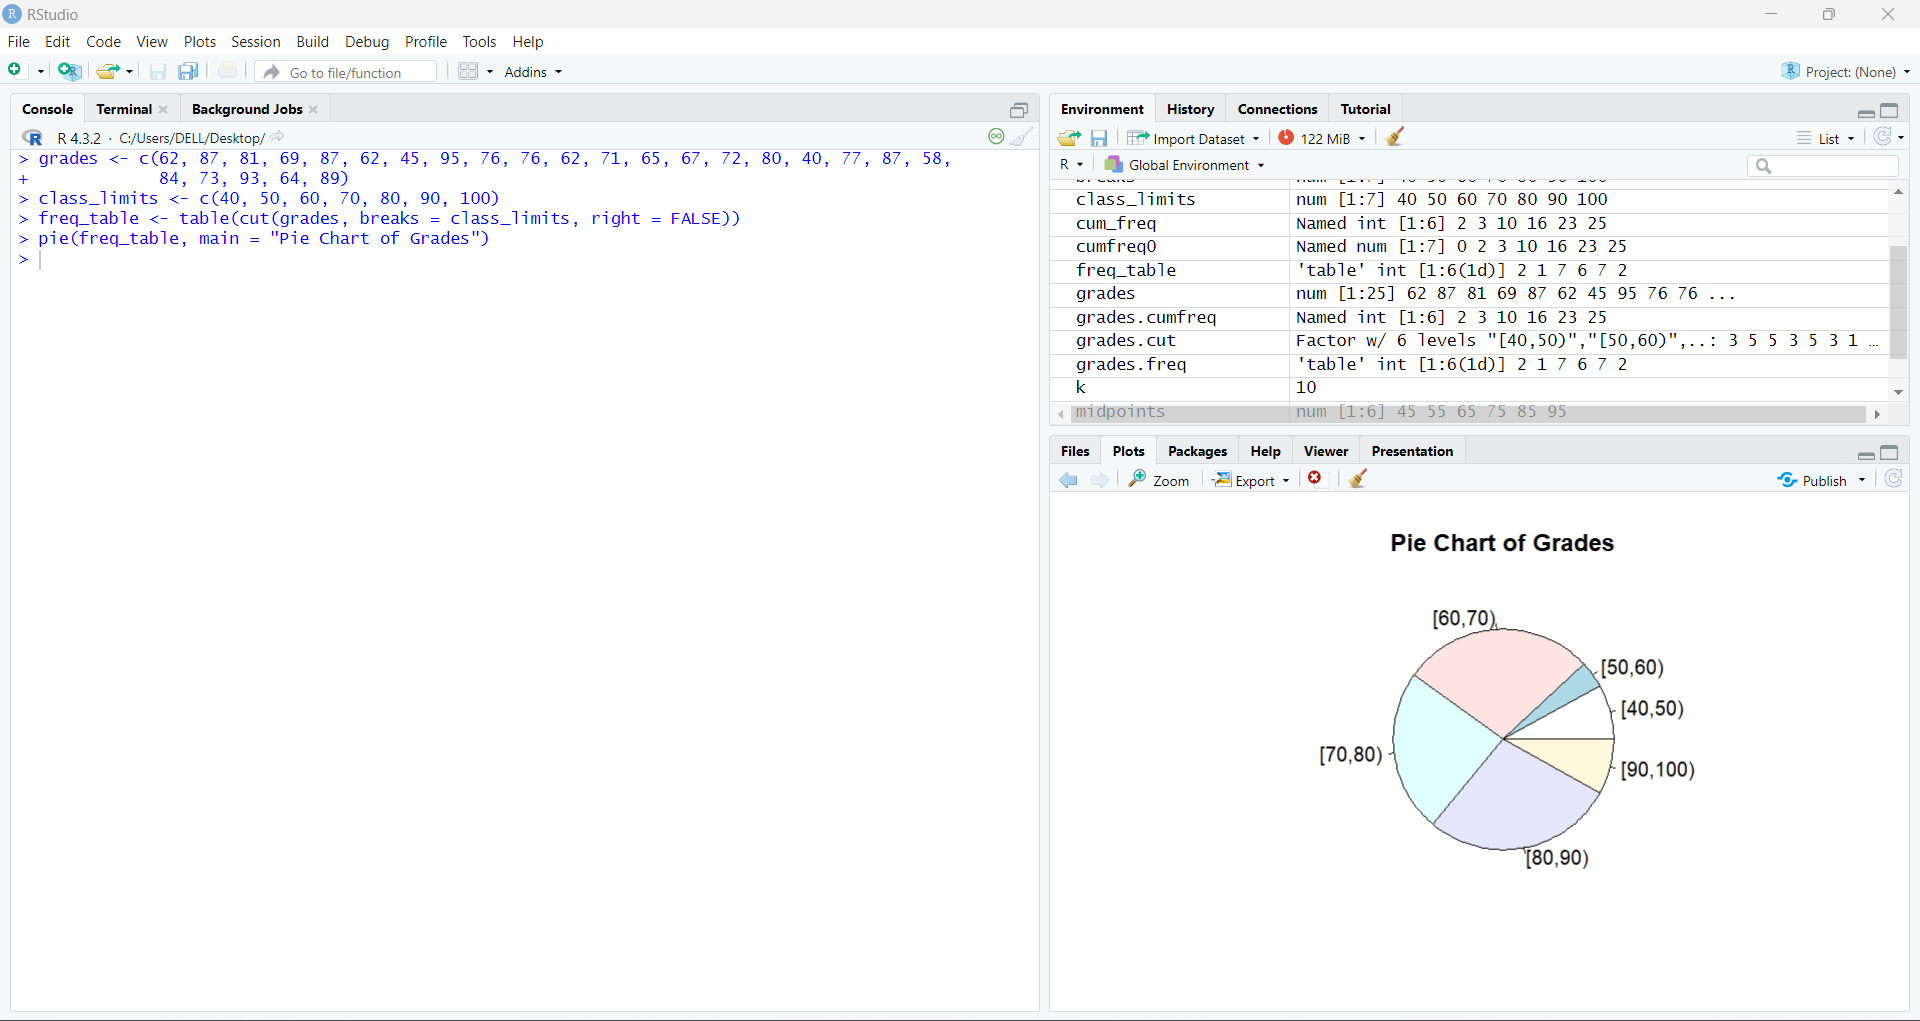 RStudio
File Edit Code View Plots Session Build Debug Profile Tools Help
Go to file/function Addins Project: (None)
Console Terminal Background Jobs
R 4.3.2 · C:/Users/DELL/Desktop/
> grades <- c(62, 87, 81, 69, 87, 62, 45, 95, 76, 76, 62, 71, 65, 67, 72, 80, 40, 77, 87, 58,
+ 84, 73, 93, 64, 89)
> class_limits <- c(40, 50, 60, 70, 80, 90, 100)
> freq_table <- table(cut(grades, breaks = class_limits, right = FALSE))
> pie(freq_table, main = "Pie Chart of Grades")
>
Environment History Connections Tutorial
Import Dataset 122 MiB List
R Global Environment
class_limits num [1:7] 40 50 60 70 80 90 100
cum_freq Named int [1:6] 2 3 10 16 23 25
cumfreq0 Named num [1:7] 0 2 3 10 16 23 25
freq_table 'table' int [1:6(1d)] 2 1 7 6 7 2
grades num [1:25] 62 87 81 69 87 62 45 95 76 76 ...
grades.cumfreq Named int [1:6] 2 3 10 16 23 25
grades.cut Factor w/ 6 levels "[40,50)","[50,60)",..: 3 5 5 3 5 3 1 …
grades.freq 'table' int [1:6(1d)] 2 1 7 6 7 2
k 10
midpoints num [1:6] 45 55 65 75 85 95
Files Plots Packages Help Viewer Presentation
Zoom Export Publish
Pie Chart of Grades
[60,70)
[50,60)
[40,50)
[70,80)
[90,100)
[80,90)